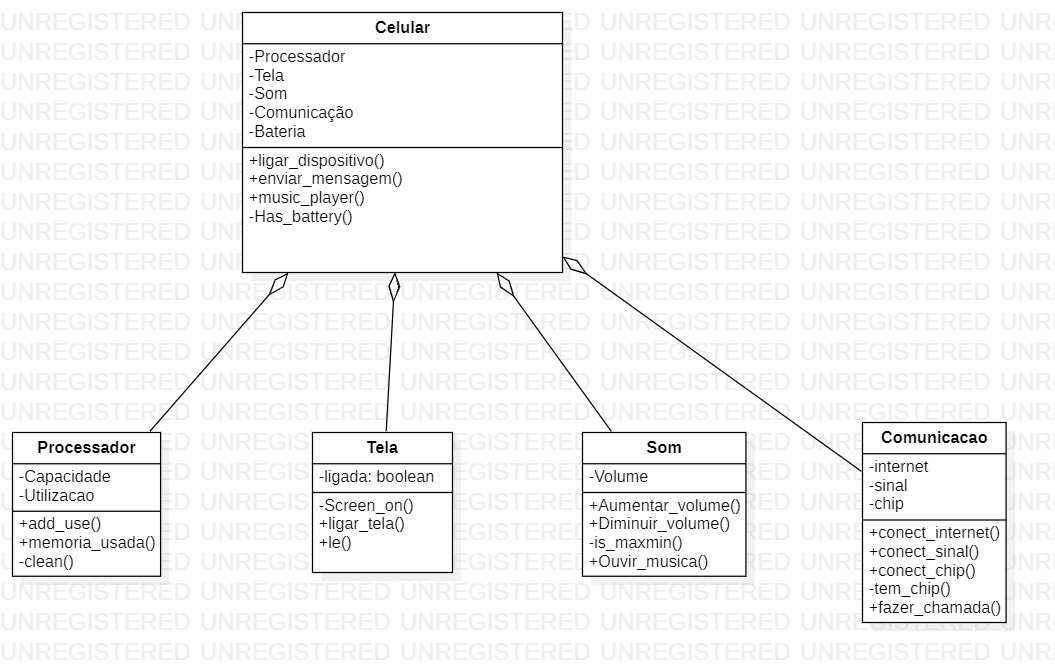 Celular
-Processador
-Tela
-Som
-Comunicação
-Bateria
+ligar_dispositivo()
+enviar_mensagem()
+music_player()
-Has_battery()
Processador
-Capacidade
-Utilizacao
+add_use()
+memoria_usada()
-clean()
Tela
-ligada: boolean
-Screen_on()
+ligar_tela()
+le()
Som
-Volume
+Aumentar_volume()
+Diminuir_volume()
-is_maxmin()
+Ouvir_musica()
Comunicacao
-internet
-sinal
-chip
+conect_internet()
+conect_sinal()
+conect_chip()
-tem_chip()
+fazer_chamada()
UNREGISTERED